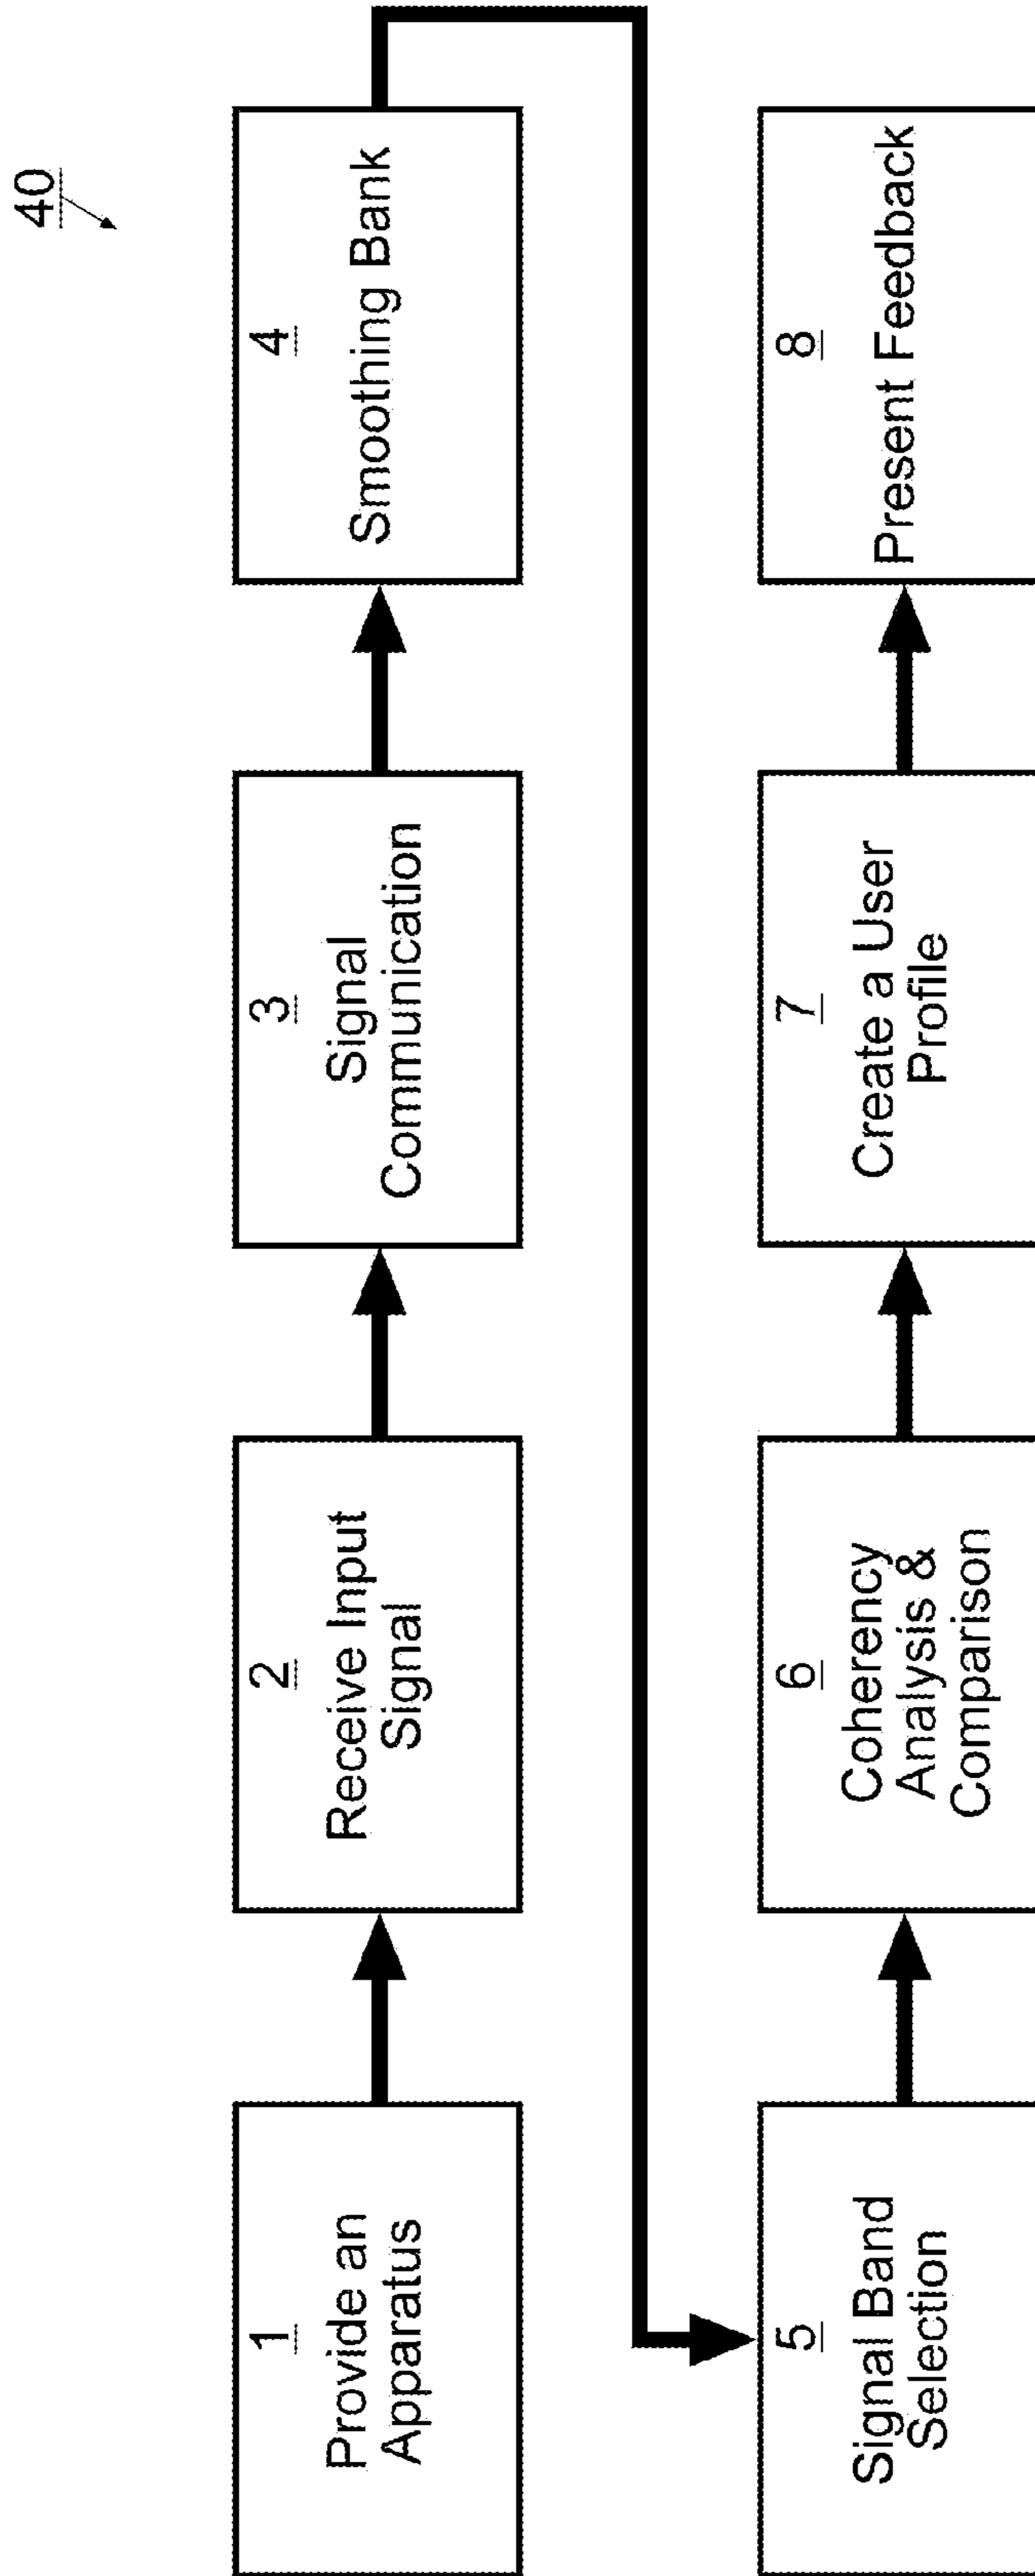 40
1
Provide an
Apparatus
2
Receive Input
Signal
3
Signal
Communication
4
Smoothing Bank
5
Signal Band
Selection
6
Coherency
Analysis &
Comparison
7
Create a User
Profile
8
Present Feedback